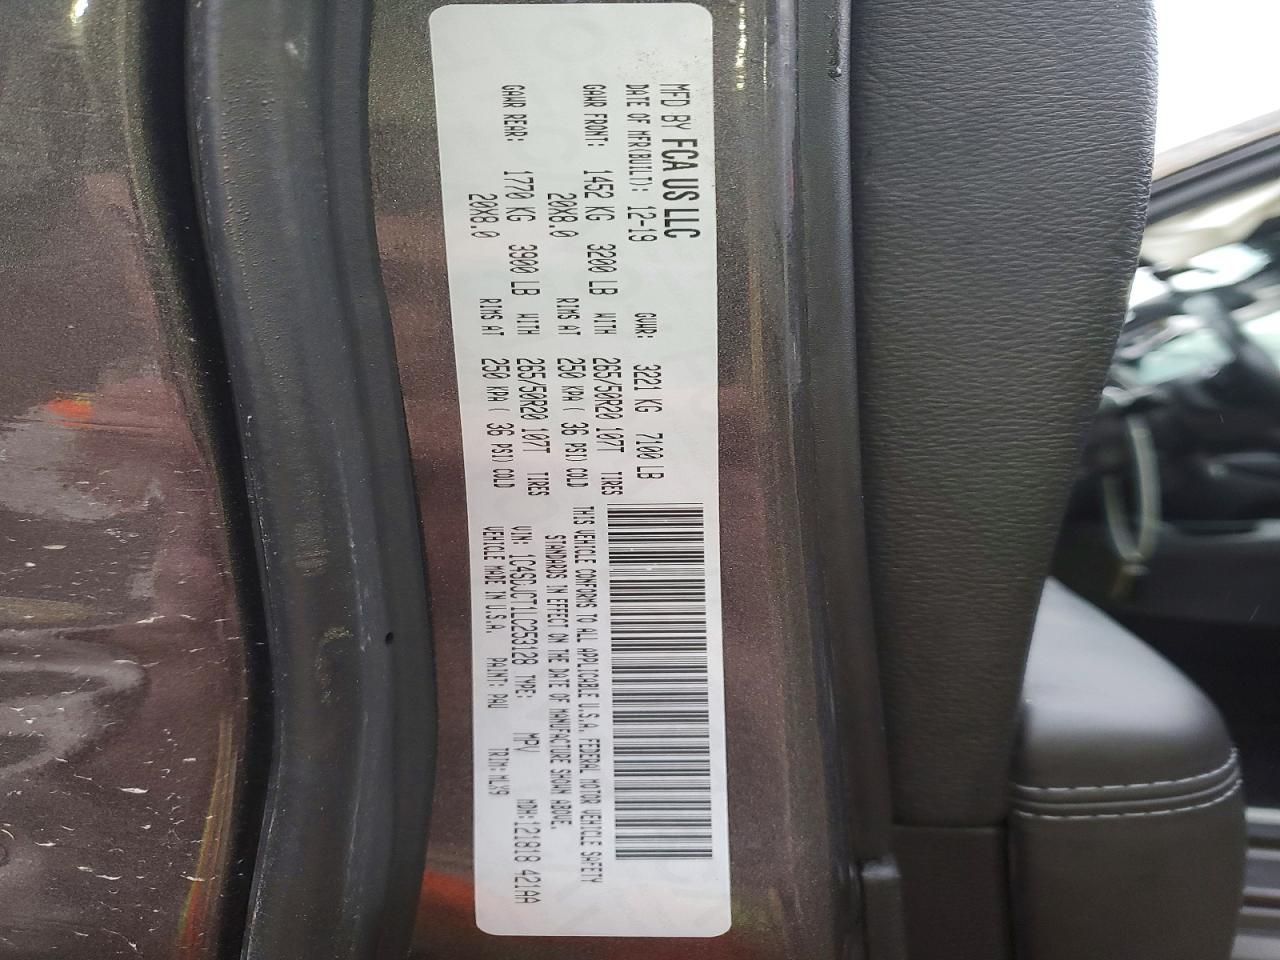 MFD BY FCA US LLC
DATE OF MFR(BUILT): 12-19 GVWR: 3221 KG 7100 LB
GAWR FRONT: 1452 KG 3200 LB WITH 265/50R20 107T TIRES
20X8.0 RIMS AT 250 KPA ( 36 PSI) COLD
GAWR REAR: 1770 KG 3900 LB WITH 265/50R20 107T TIRES
20X8.0 RIMS AT 250 KPA ( 36 PSI) COLD
THIS VEHICLE CONFORMS TO ALL APPLICABLE U.S.A. FEDERAL MOTOR VEHICLE SAFETY
STANDARDS IN EFFECT ON THE DATE OF MANUFACTURE SHOWN ABOVE.
VIN: 1C4SDJCT1LC253128 TYPE: MPV MDH: 121818 421AA
VEHICLE MADE IN U.S.A. PAINT: PAU TRIM: MLX9